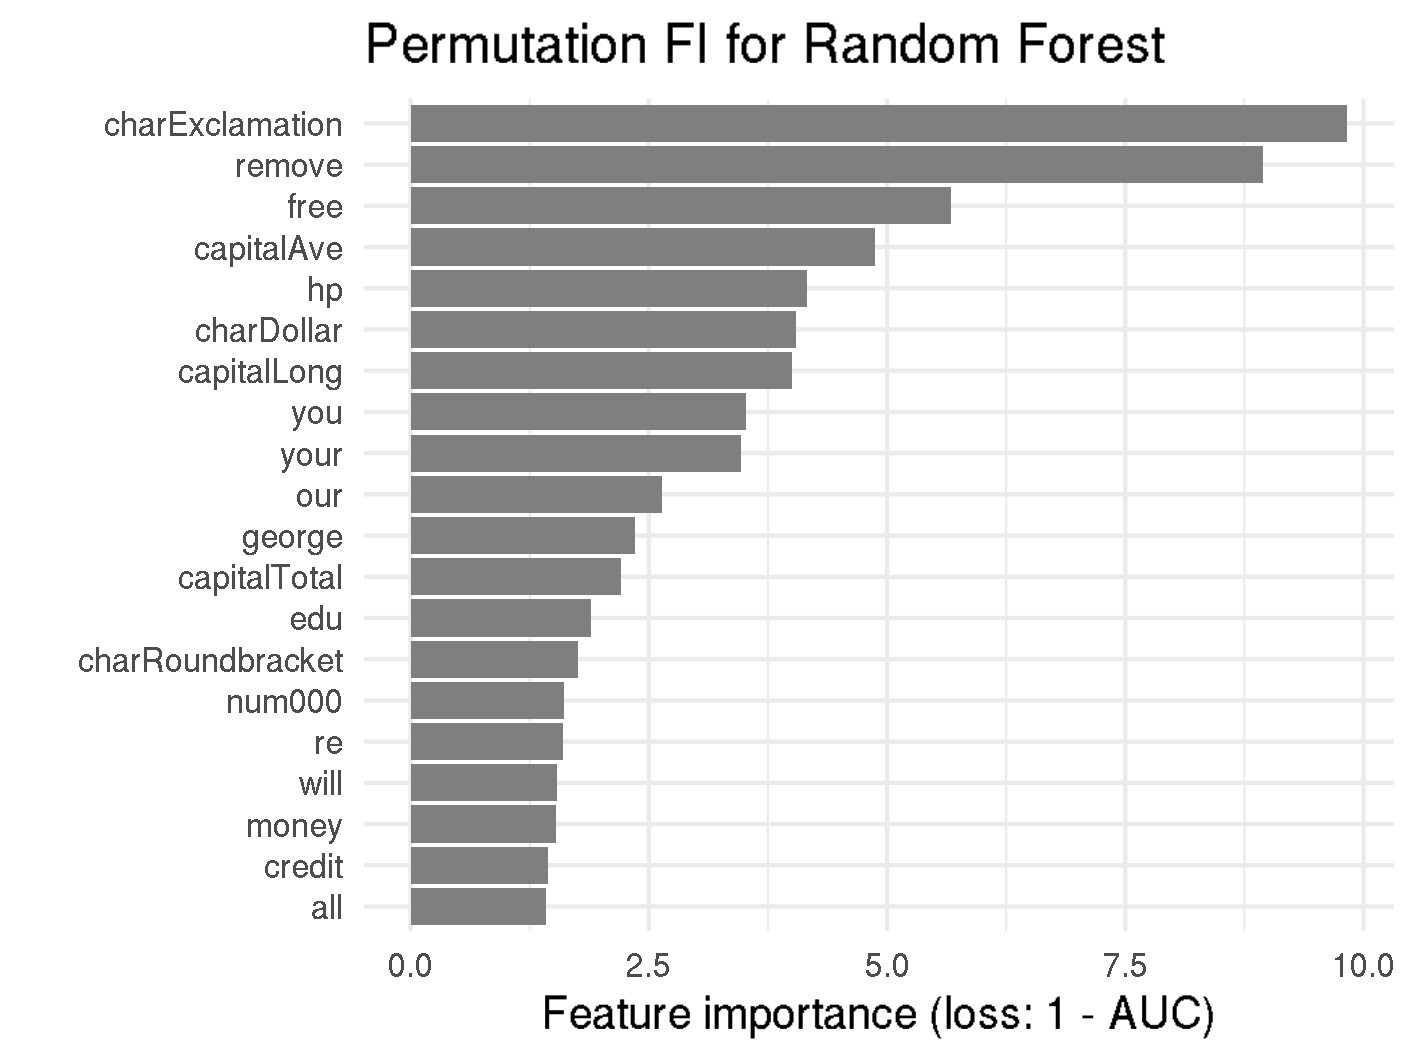 Permutation FI for Random Forest
charExclamation
remove
free
capitalAve
hp
charDollar
capitalLong
you
your
our
george
capitalTotal
edu
charRoundbracket
num000
re
will
money
credit
all
0.0 2.5 5.0 7.5 10.0
Feature importance (loss: 1 - AUC)